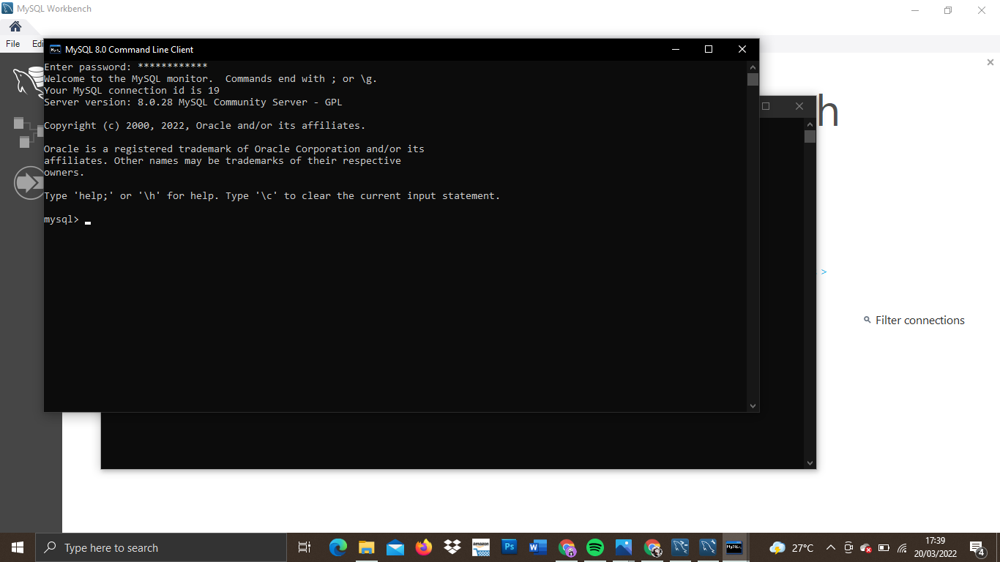 MySQL Workbench
File
MySQL 8.0 Command Line Client
Enter password: ************
Welcome to the MySQL monitor.  Commands end with ; or \g.
Your MySQL connection id is 19
Server version: 8.0.28 MySQL Community Server - GPL
Copyright (c) 2000, 2022, Oracle and/or its affiliates.
Oracle is a registered trademark of Oracle Corporation and/or its
affiliates. Other names may be trademarks of their respective
owners.
Type 'help;' or '\h' for help. Type '\c' to clear the current input statement.
mysql>
h
>
Filter connections
Type here to search
amazon
Ps
W
27°C
17:39
20/03/2022
4